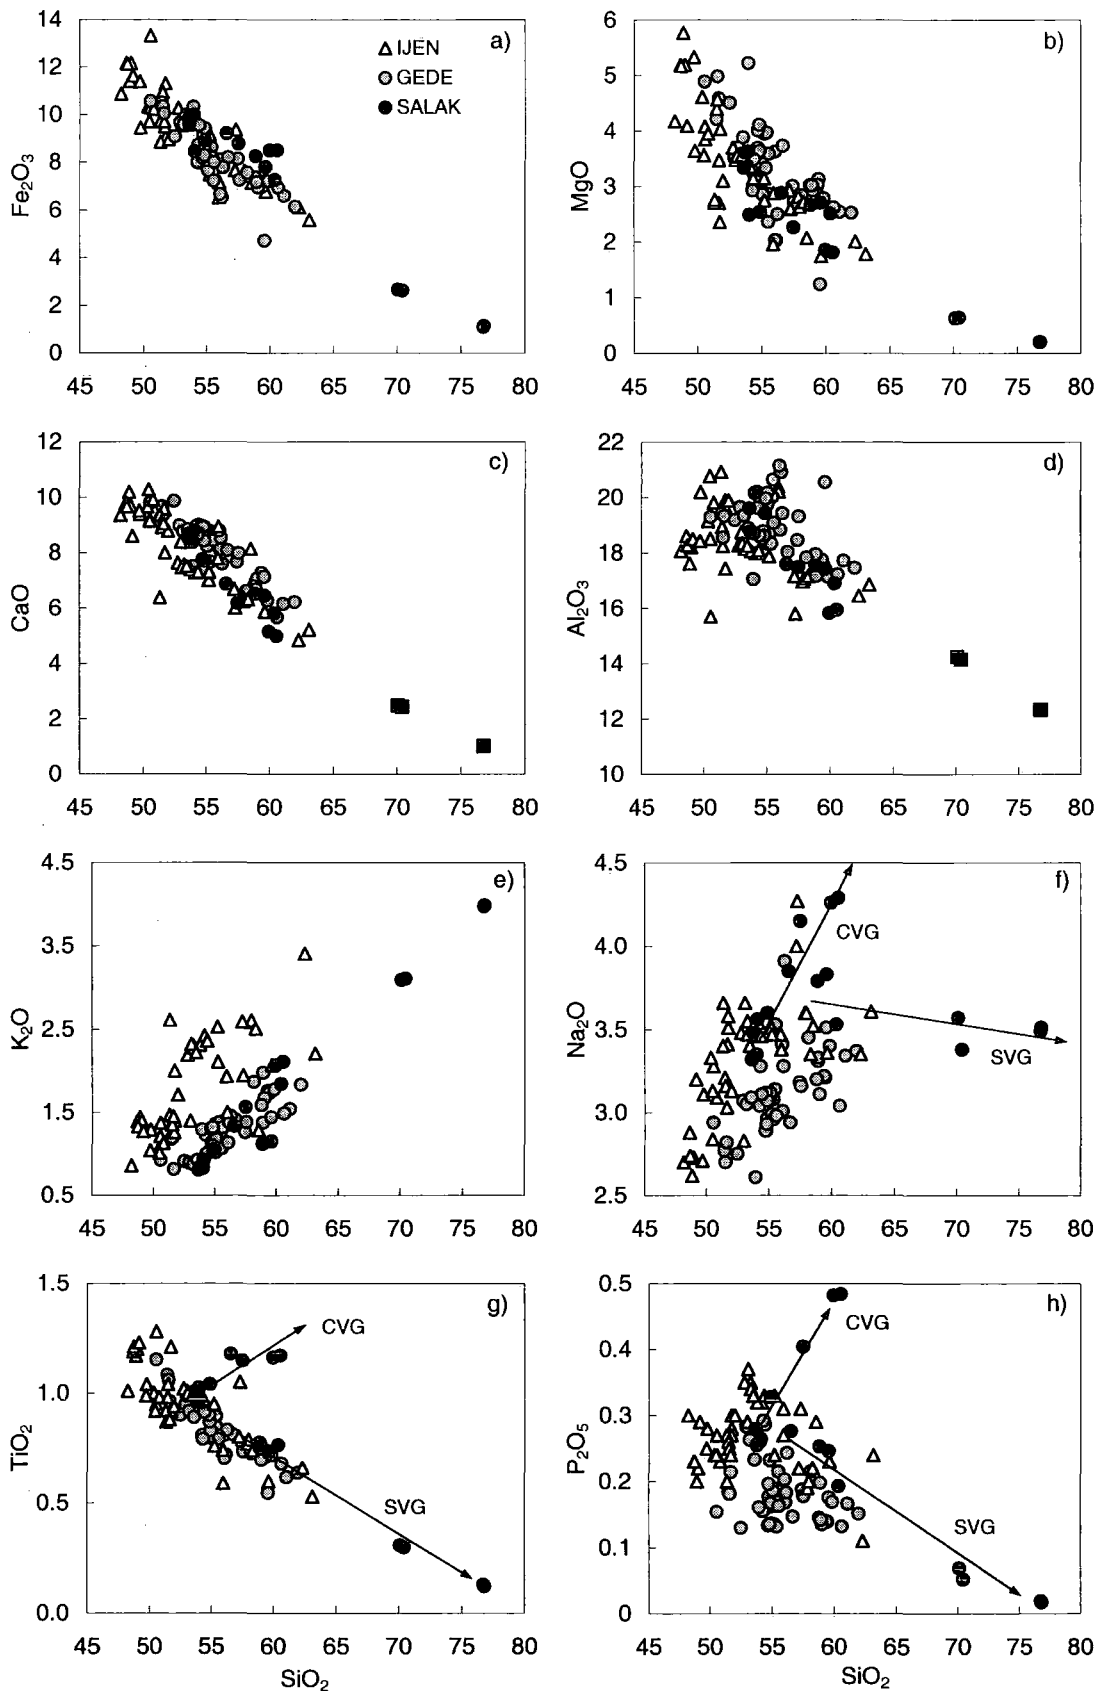 14
12
10
8
6
4
2
0
Fe2O3
a)
IJEN
GEDE
SALAK
45 50 55 60 65 70 75 80
6
5
4
3
2
1
0
MgO
b)
45 50 55 60 65 70 75 80
12
10
8
6
4
2
0
CaO
c)
45 50 55 60 65 70 75 80
22
20
18
16
14
12
10
Al2O3
d)
45 50 55 60 65 70 75 80
4.5
3.5
2.5
1.5
0.5
K2O
e)
45 50 55 60 65 70 75 80
4.5
4.0
3.5
3.0
2.5
Na2O
f)
CVG
SVG
45 50 55 60 65 70 75 80
1.5
1.0
0.5
0.0
TiO2
g)
CVG
SVG
45 50 55 60 65 70 75 80
SiO2
0.5
0.4
0.3
0.2
0.1
0
P2O5
h)
CVG
SVG
45 50 55 60 65 70 75 80
SiO2